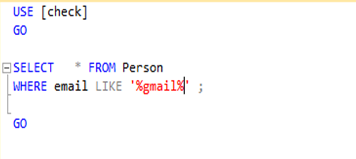 USE [check]
GO
SELECT * FROM Person
WHERE email LIKE '%gmail%' ;
GO